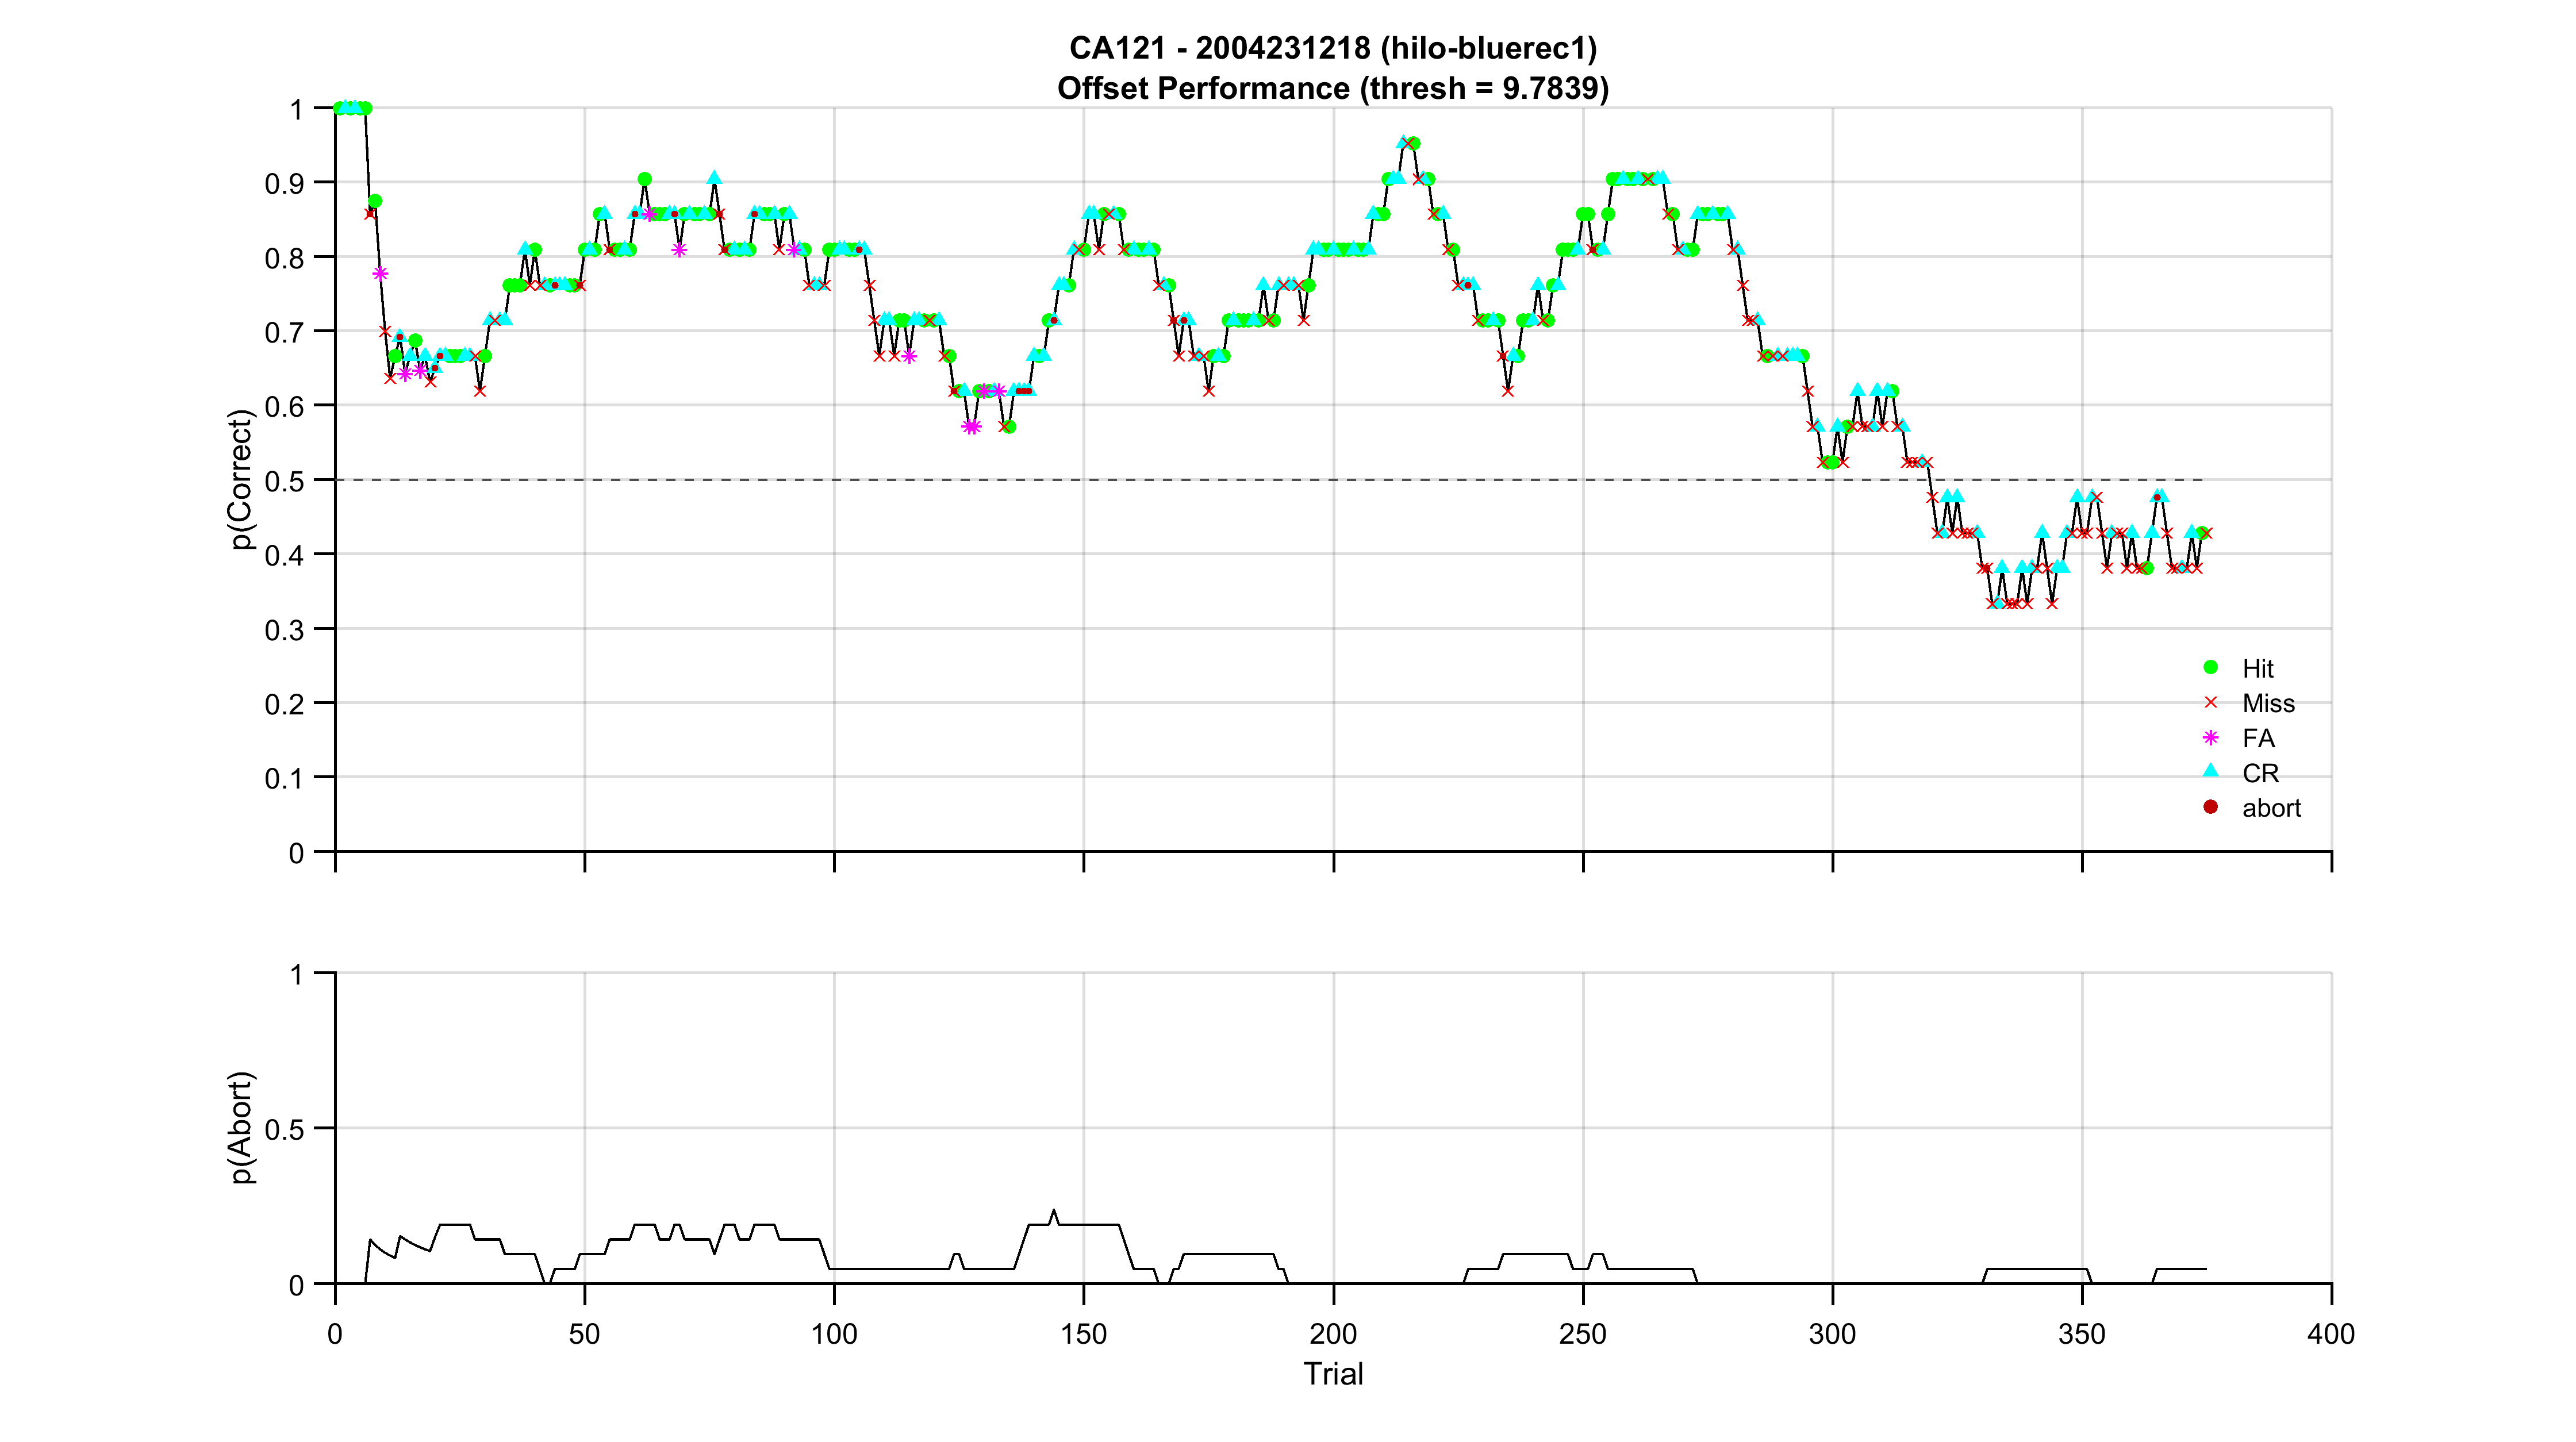 CA121 - 2004231218 (hilo-bluerec1)
Offset Performance (thresh = 9.7839)
1
0.9
0.8
0.7
0.6
0.5
0.4
0.3
0.2
0.1
0
p(Correct)
Hit
Miss
FA
CR
abort
1
0.5
0
p(Abort)
0 50 100 150 200 250 300 350 400
Trial